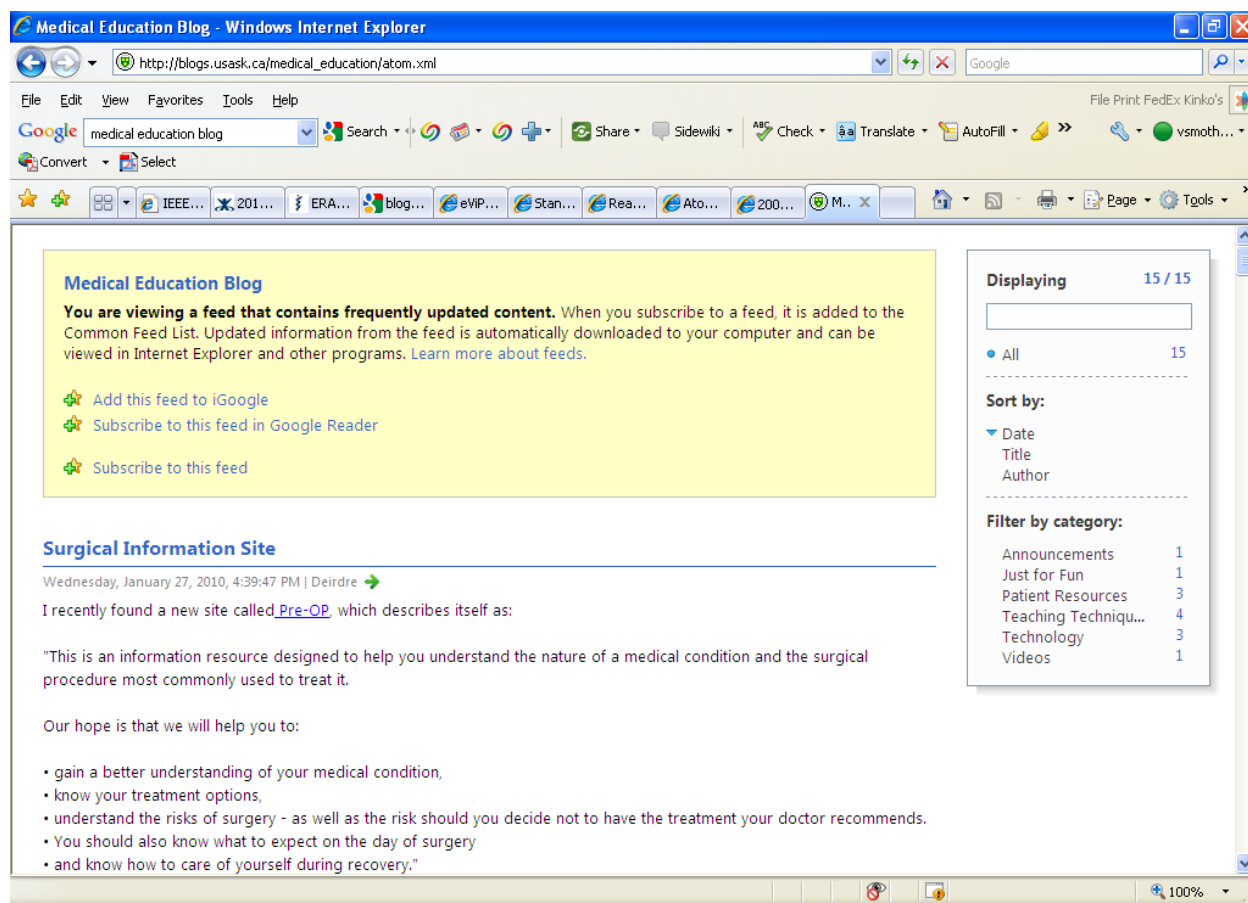 Medical Education Blog - Windows Internet Explorer
http://blogs.usask.ca/medical_education/atom.xml
Google
File Edit View Favorites Tools Help
File Print FedEx Kinko's
Google medical education blog Search Share Sidewiki ABC Check āa Translate AutoFill » vsmoth...
Convert Select
IEEE... 201... ERA... blog... eViP... Stan... Rea... Ato... 200... M.. X Page Tools »
Medical Education Blog
You are viewing a feed that contains frequently updated content. When you subscribe to a feed, it is added to the
Common Feed List. Updated information from the feed is automatically downloaded to your computer and can be
viewed in Internet Explorer and other programs. Learn more about feeds.
Add this feed to iGoogle
Subscribe to this feed in Google Reader
Subscribe to this feed
Surgical Information Site
Wednesday, January 27, 2010, 4:39:47 PM | Deirdre
I recently found a new site called Pre-OP, which describes itself as:
"This is an information resource designed to help you understand the nature of a medical condition and the surgical
procedure most commonly used to treat it.
Our hope is that we will help you to:
• gain a better understanding of your medical condition,
• know your treatment options,
• understand the risks of surgery - as well as the risk should you decide not to have the treatment your doctor recommends.
• You should also know what to expect on the day of surgery
• and know how to care of yourself during recovery."
Displaying 15 / 15
All 15
Sort by:
Date
Title
Author
Filter by category:
Announcements 1
Just for Fun 1
Patient Resources 3
Teaching Techniqu... 4
Technology 3
Videos 1
100%